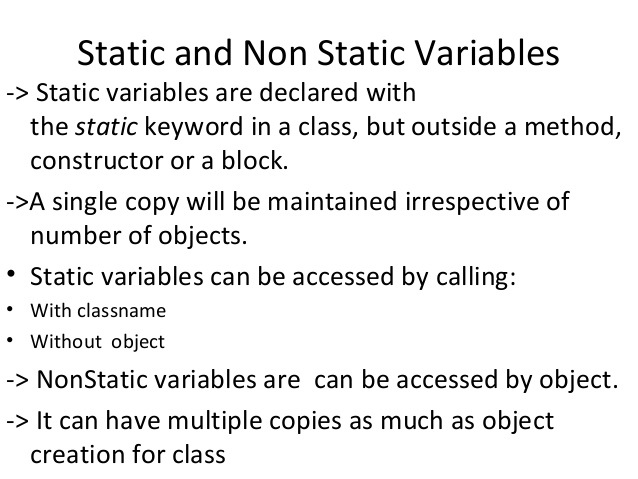 Static and Non Static Variables
-> Static variables are declared with
the static keyword in a class, but outside a method,
constructor or a block.
->A single copy will be maintained irrespective of
number of objects.
• Static variables can be accessed by calling:
• With classname
• Without  object
-> NonStatic variables are  can be accessed by object.
-> It can have multiple copies as much as object
creation for class